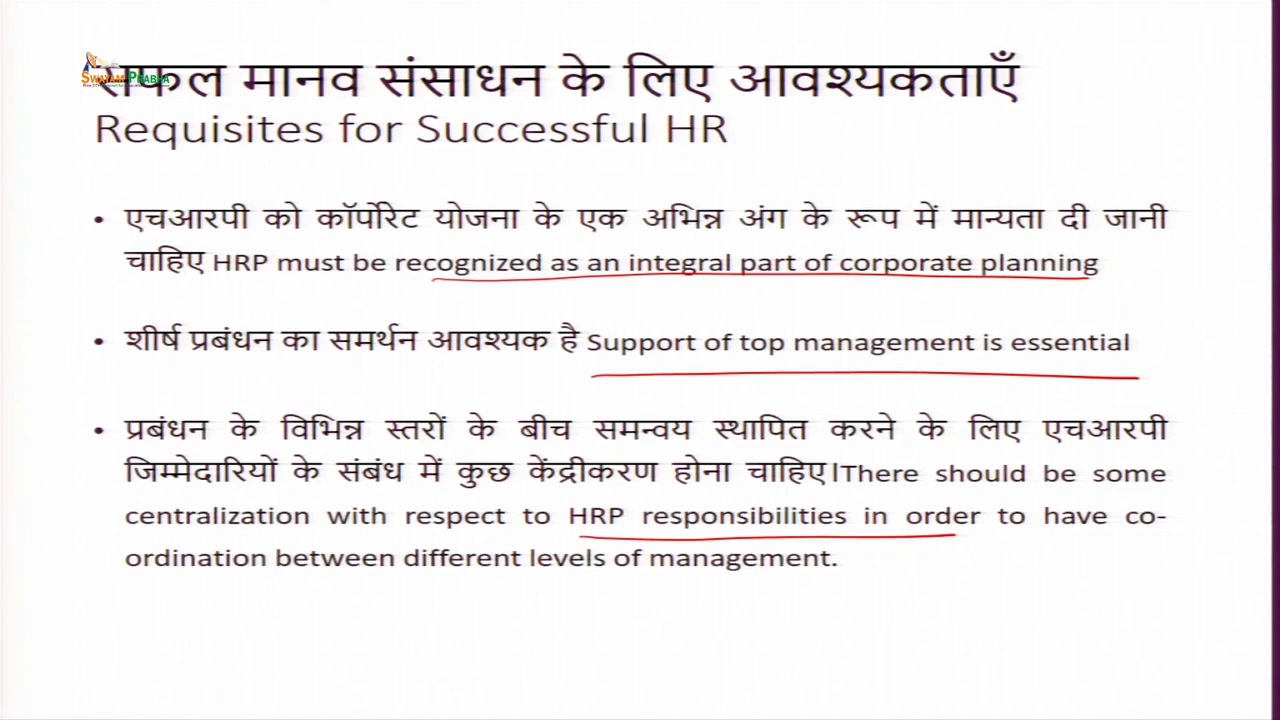 SWAYAM PRABHA
सफल मानव संसाधन के लिए आवश्यकताएँ
Requisites for Successful HR
• एचआरपी को कॉर्पोरेट योजना के एक अभिन्न अंग के रूप में मान्यता दी जानी
चाहिए HRP must be recognized as an integral part of corporate planning
• शीर्ष प्रबंधन का समर्थन आवश्यक है Support of top management is essential
• प्रबंधन के विभिन्न स्तरों के बीच समन्वय स्थापित करने के लिए एचआरपी
जिम्मेदारियों के संबंध में कुछ केंद्रीकरण होना चाहिए।There should be some
centralization with respect to HRP responsibilities in order to have co-
ordination between different levels of management.